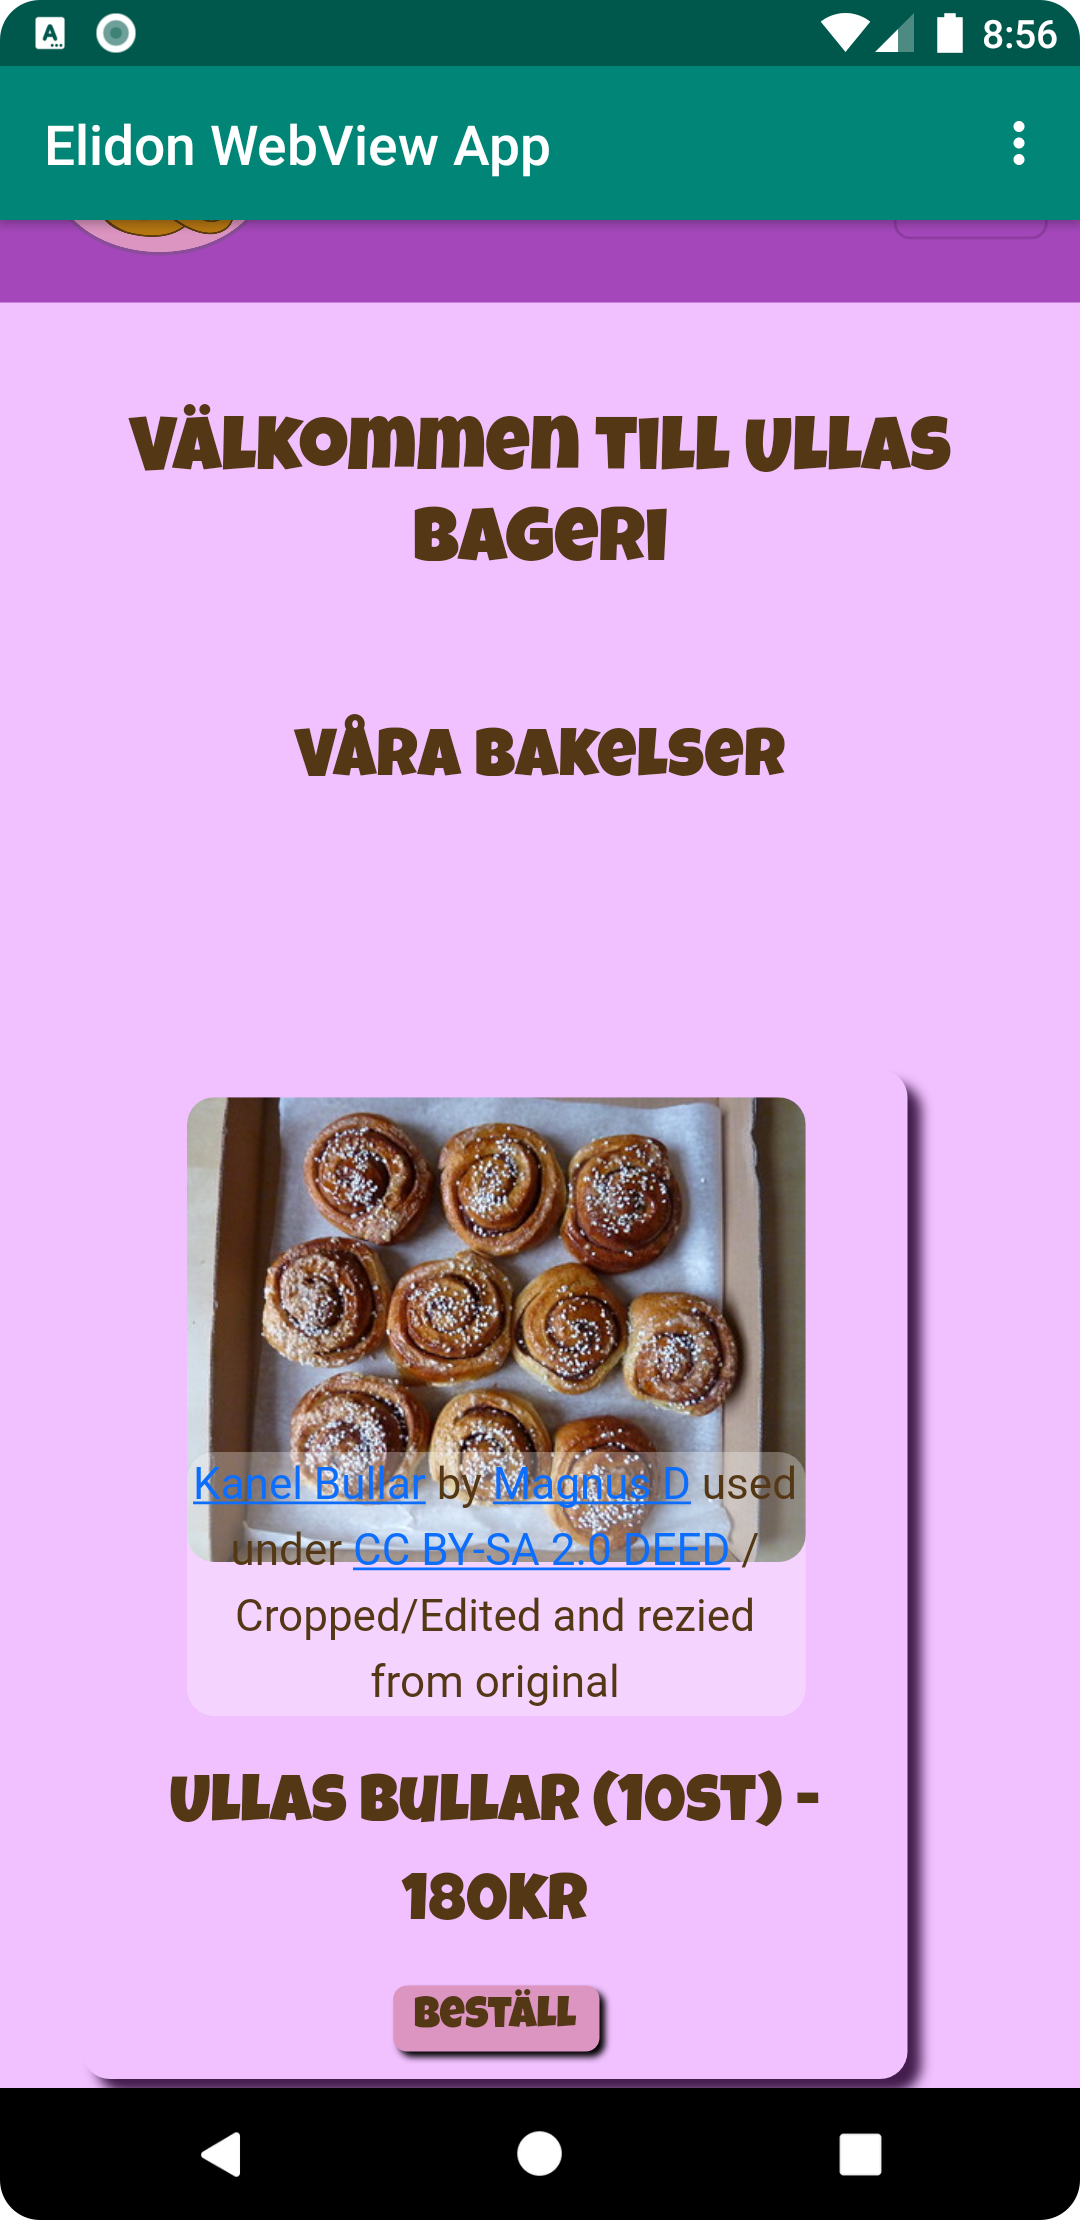 8:56
Elidon WebView App
Välkommen till Ullas
Bageri
Våra bakelser
Kanel Bullar by Magnus D used
under CC BY-SA 2.0 DEED /
Cropped/Edited and rezied
from original
Ullas Bullar (10st) -
180kr
Beställ